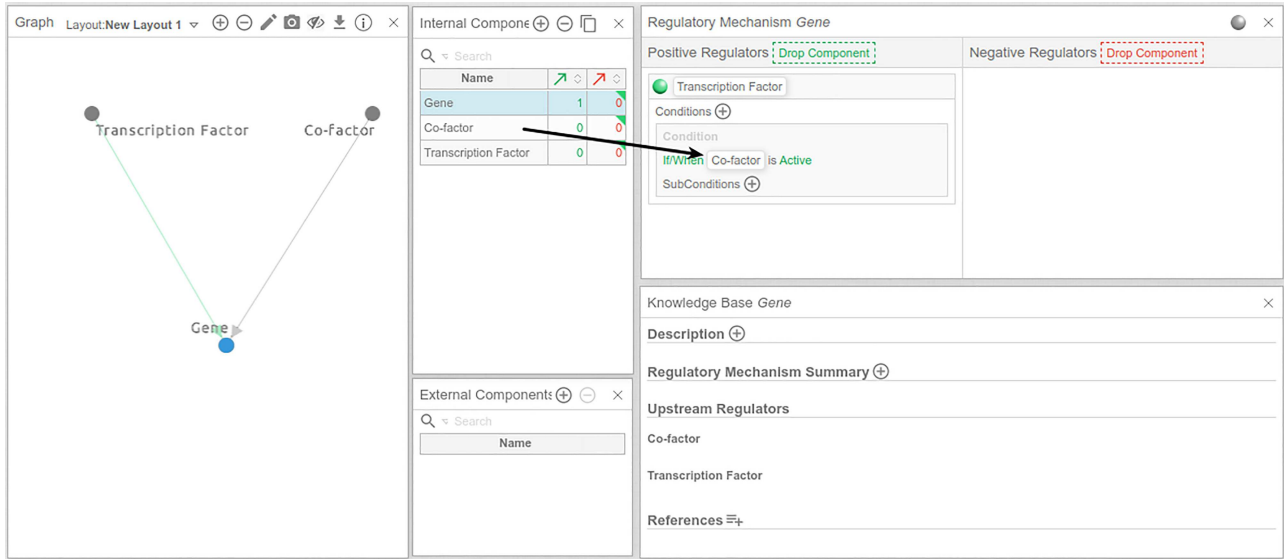 Graph Layout:New Layout 1
Transcription Factor
Co-factor
Gene
Internal Compone
Search
Name
Gene 1 0
Co-factor 0 0
Transcription Factor 0 0
External Components
Search
Name
Regulatory Mechanism Gene
Positive Regulators Drop Component
Negative Regulators Drop Component
Transcription Factor
Conditions
Condition
If/When Co-factor is Active
SubConditions
Knowledge Base Gene
Description
Regulatory Mechanism Summary
Upstream Regulators
Co-factor
Transcription Factor
References